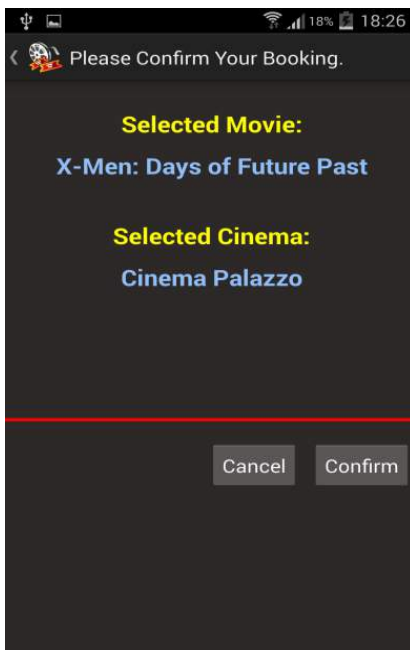 18% 18:26
Please Confirm Your Booking.
Selected Movie:
X-Men: Days of Future Past
Selected Cinema:
Cinema Palazzo
Cancel Confirm